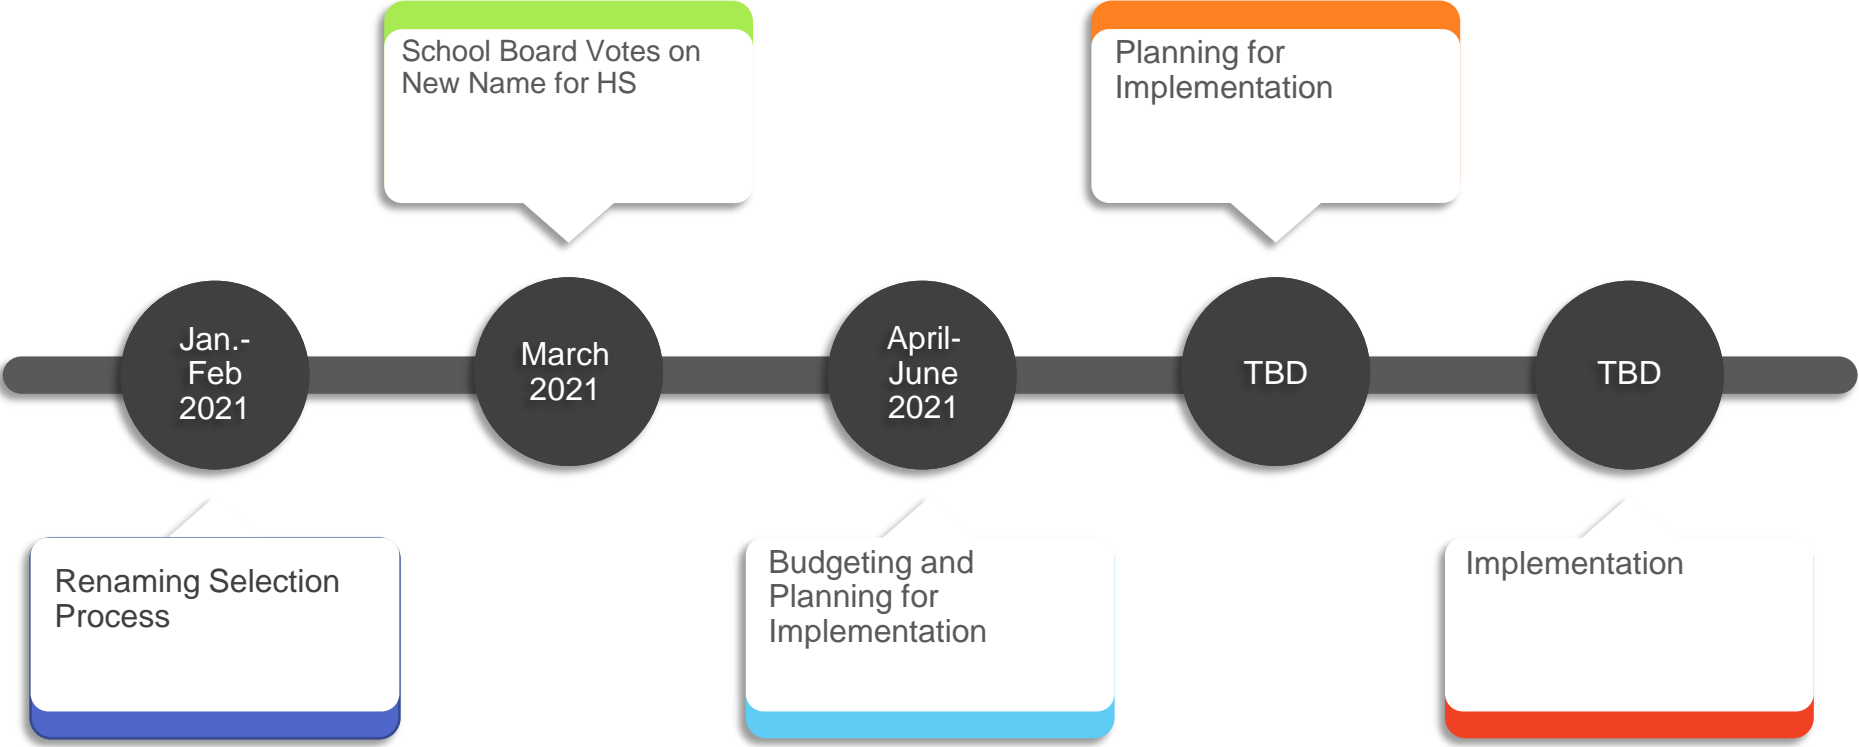 School Board Votes on
New Name for HS
Planning for
Implementation
Jan.-
Feb
2021
March
2021
April-
June
2021
TBD
TBD
Renaming Selection
Process
Budgeting and
Planning for
Implementation
Implementation